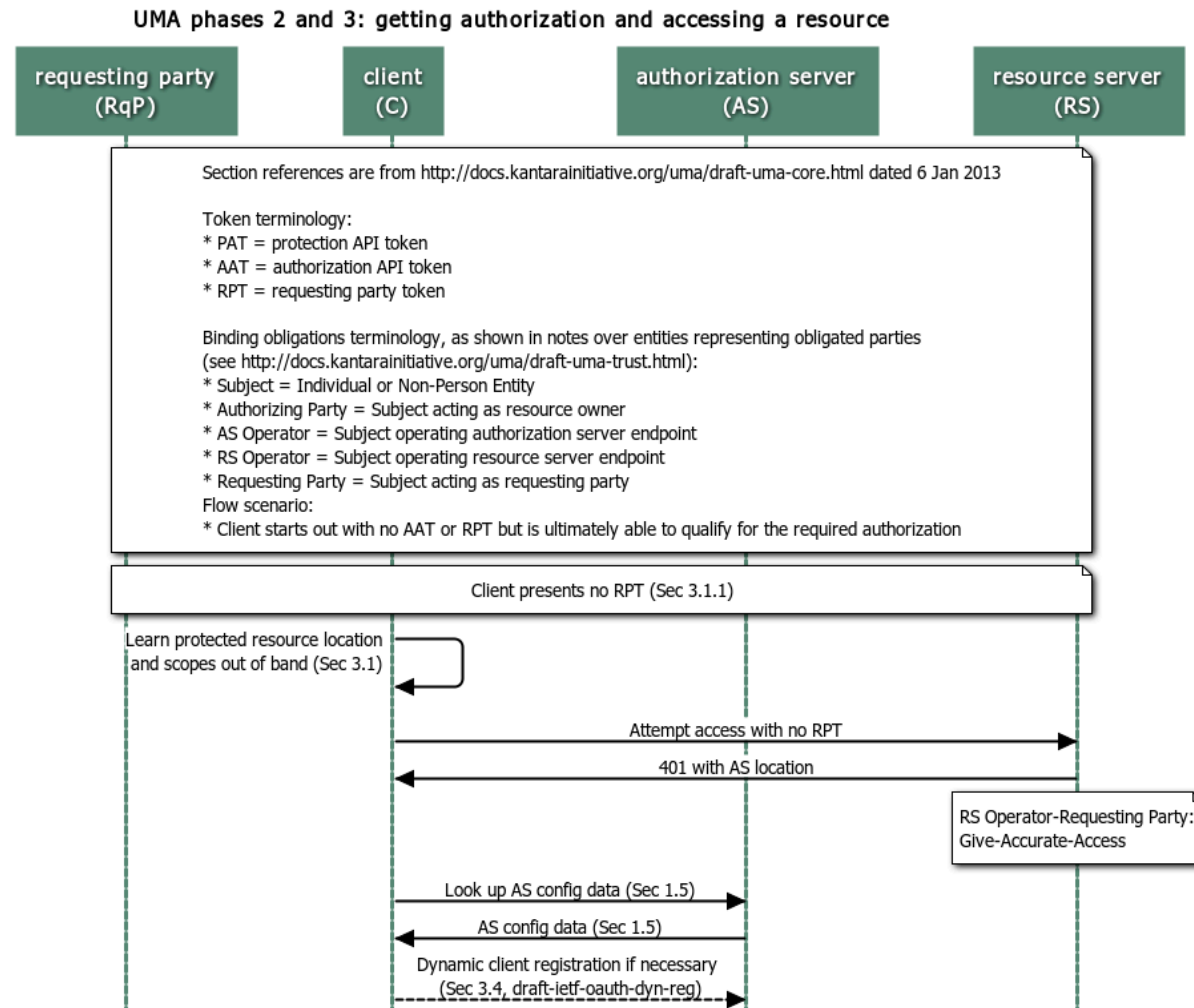 UMA phases 2 and 3: getting authorization and accessing a resource
requesting party
(RqP)
client
(C)
authorization server
(AS)
resource server
(RS)
Section references are from http://docs.kantarainitiative.org/uma/draft-uma-core.html dated 6 Jan 2013
Token terminology:
* PAT = protection API token
* AAT = authorization API token
* RPT = requesting party token
Binding obligations terminology, as shown in notes over entities representing obligated parties
(see http://docs.kantarainitiative.org/uma/draft-uma-trust.html):
* Subject = Individual or Non-Person Entity
* Authorizing Party = Subject acting as resource owner
* AS Operator = Subject operating authorization server endpoint
* RS Operator = Subject operating resource server endpoint
* Requesting Party = Subject acting as requesting party
Flow scenario:
* Client starts out with no AAT or RPT but is ultimately able to qualify for the required authorization
Client presents no RPT (Sec 3.1.1)
Learn protected resource location
and scopes out of band (Sec 3.1)
Attempt access with no RPT
401 with AS location
RS Operator-Requesting Party:
Give-Accurate-Access
Look up AS config data (Sec 1.5)
AS config data (Sec 1.5)
Dynamic client registration if necessary
(Sec 3.4, draft-ietf-oauth-dyn-reg)